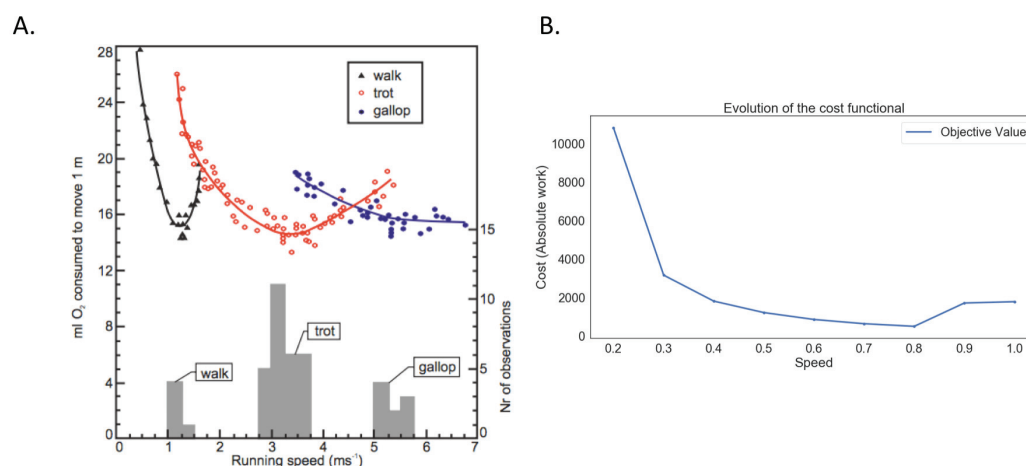 A.
B.
28
24
20
16
12
8
4
0
ml O₂ consumed to move 1 m
walk
trot
gallop
15
10
5
0
Nr of observations
walk
trot
gallop
0 1 2 3 4 5 6 7
Running speed (ms⁻¹)
Evolution of the cost functional
Objective Value
10000
8000
6000
4000
2000
0
Cost (Absolute work)
0.2 0.3 0.4 0.5 0.6 0.7 0.8 0.9 1.0
Speed